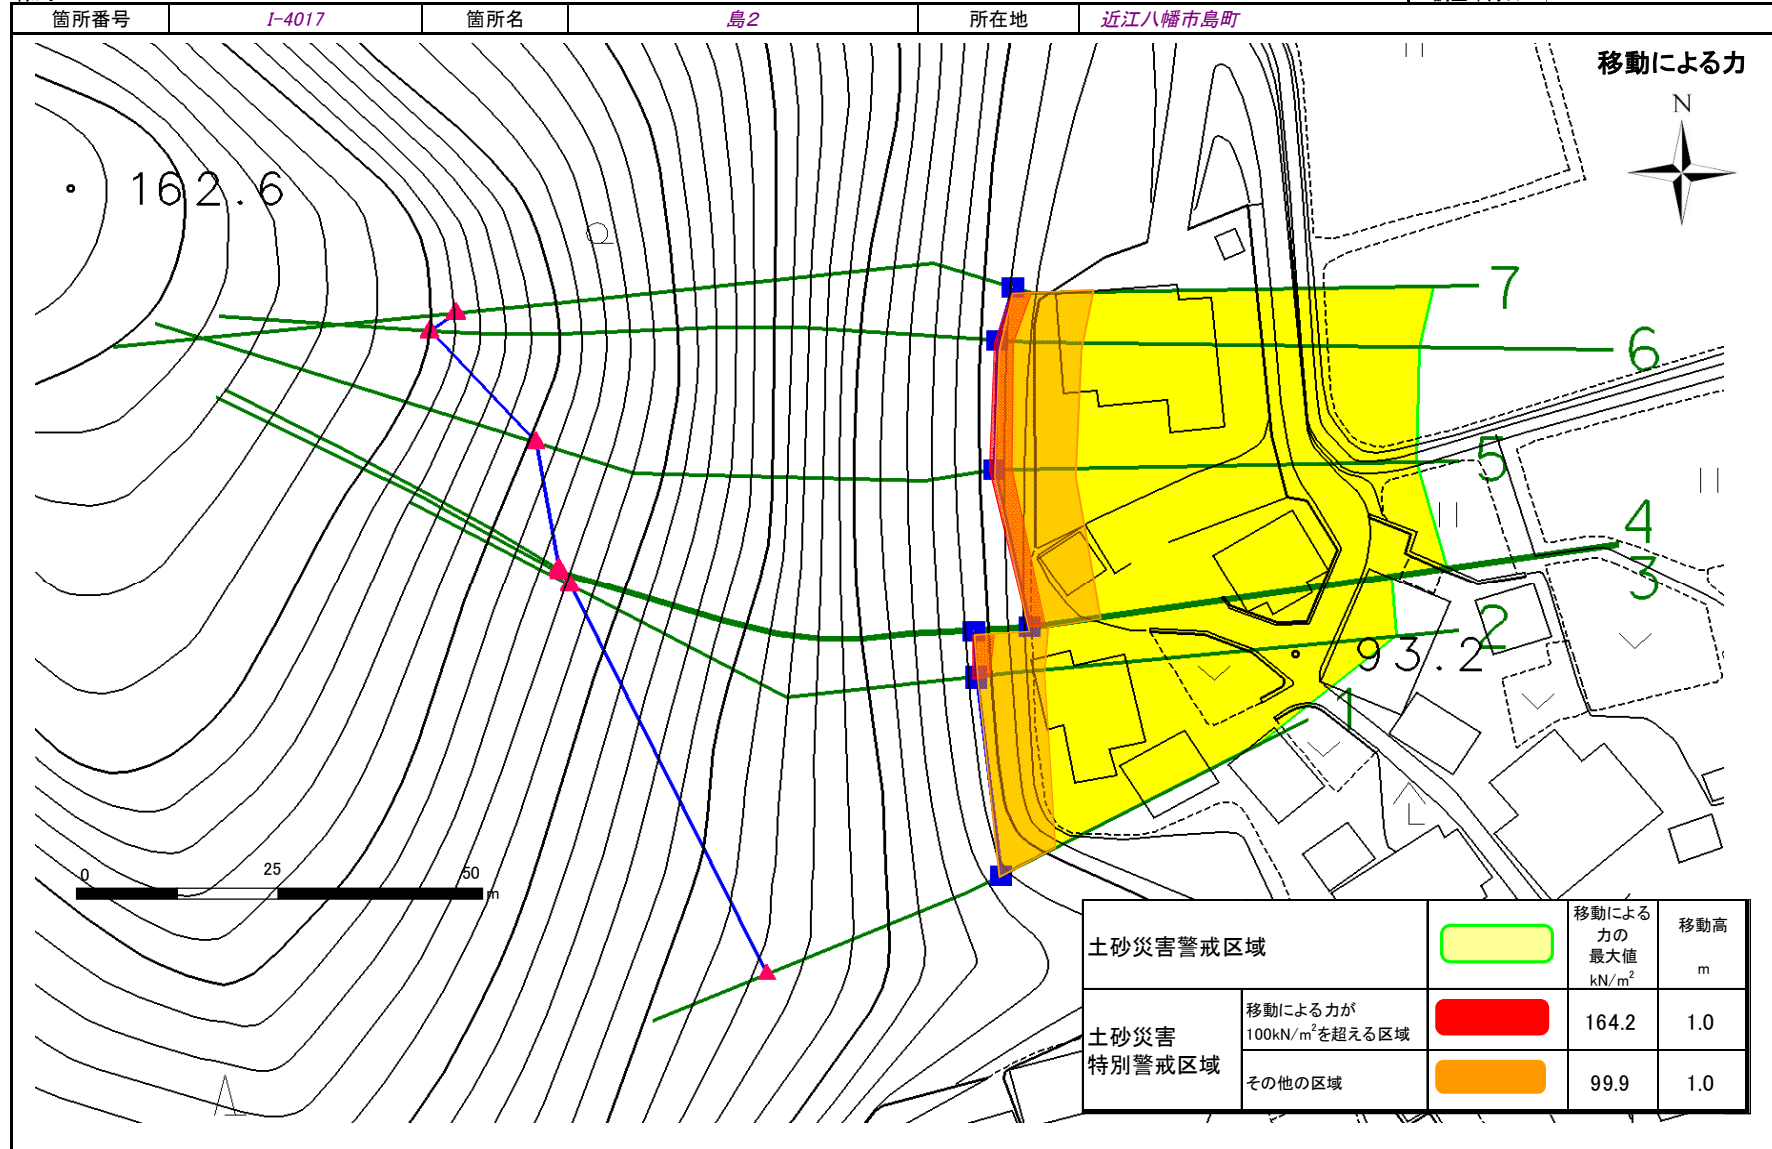 箇所番号 I-4017 箇所名 島2 所在地 近江八幡市島町
移動による力
N
162.6
7
6
5
4
3
2
93.2
1
0 25 50 m
土砂災害警戒区域
移動による
力の
最大値
kN/m²
移動高
m
土砂災害
特別警戒区域
移動による力が
100kN/m²を超える区域
164.2 1.0
その他の区域
99.9 1.0